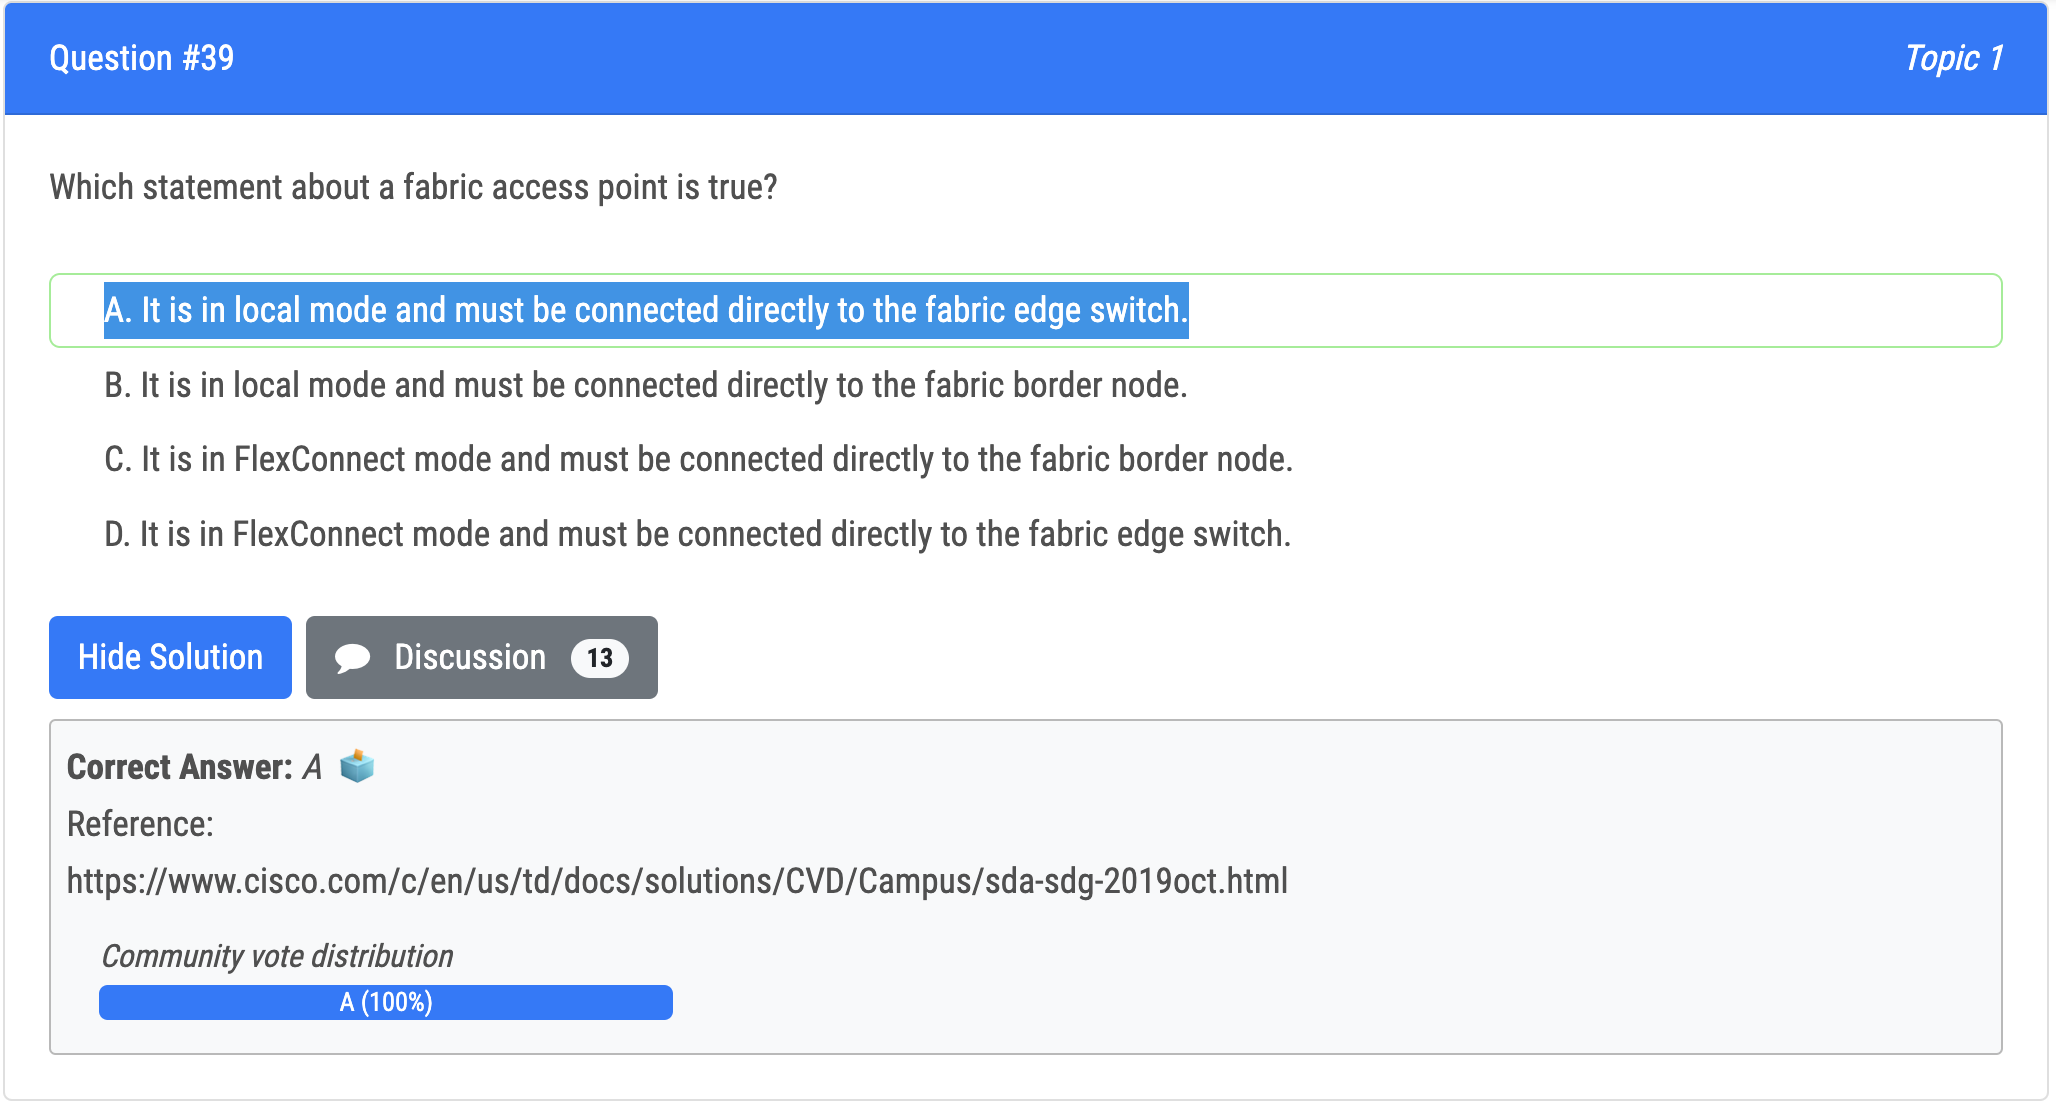 Question #39
Topic 1
Which statement about a fabric access point is true?
A. It is in local mode and must be connected directly to the fabric edge switch.
B. It is in local mode and must be connected directly to the fabric border node.
C. It is in FlexConnect mode and must be connected directly to the fabric border node.
D. It is in FlexConnect mode and must be connected directly to the fabric edge switch.
Hide Solution
Discussion 13
Correct Answer: A
Reference:
https://www.cisco.com/c/en/us/td/docs/solutions/CVD/Campus/sda-sdg-2019oct.html
Community vote distribution
A (100%)